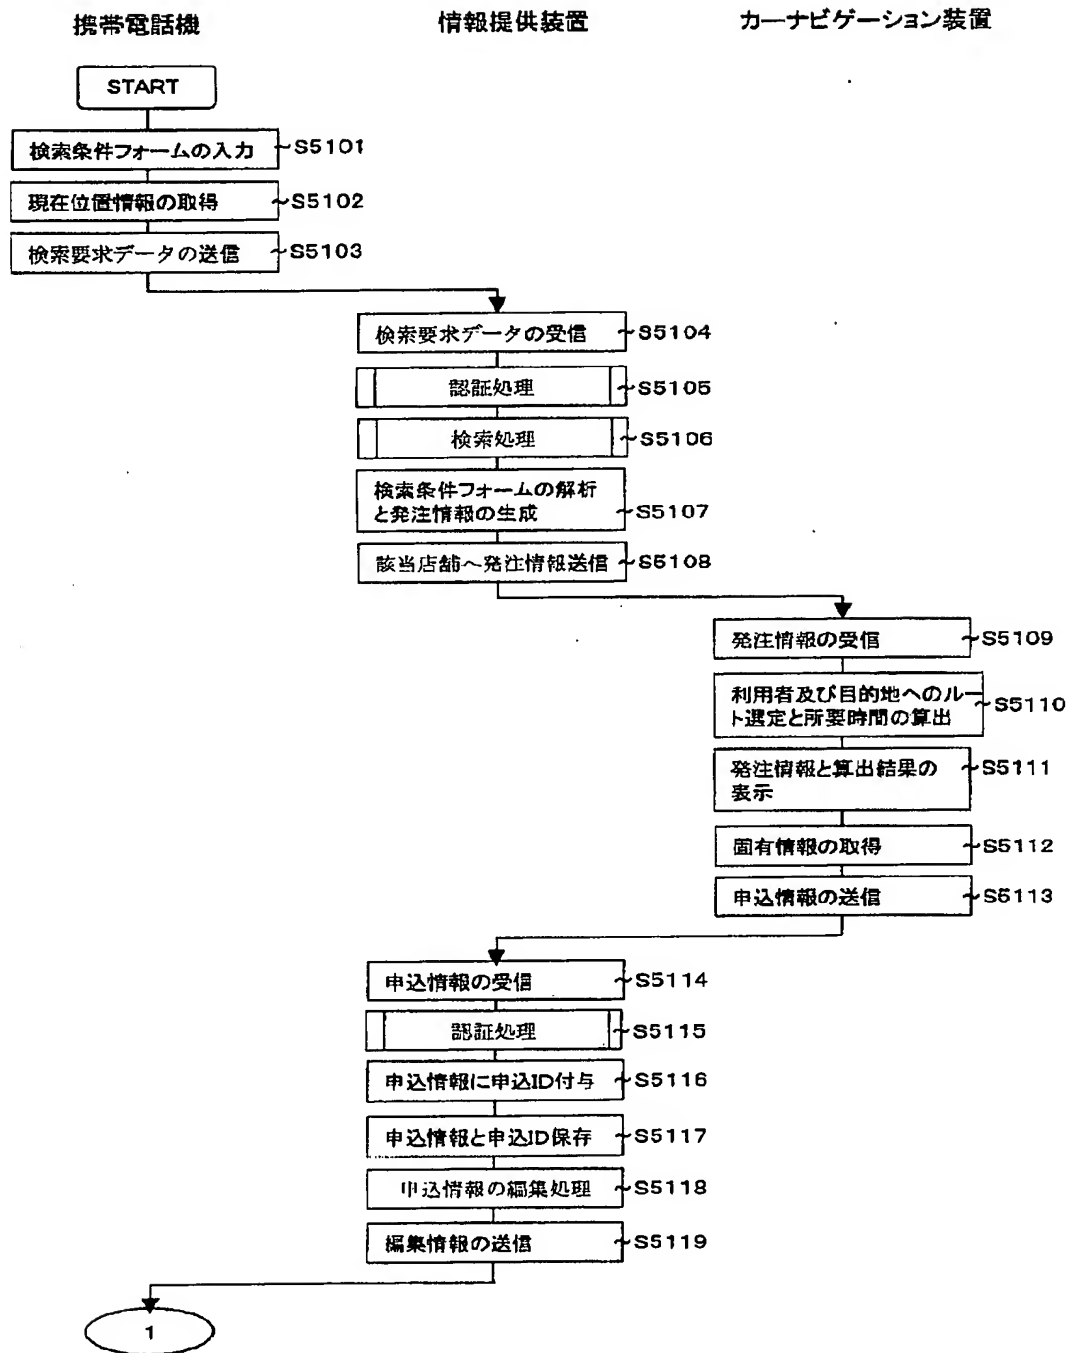 携帯電話機
情報提供装置
カーナビゲーション装置
START
検索条件フォームの入力
S5101
現在位置情報の取得
S5102
検索要求データの送信
S5103
検索要求データの受信
S5104
認証処理
S5105
検索処理
S5106
検索条件フォームの解析
と発注情報の生成
S5107
該当店舗へ発注情報送信
S5108
発注情報の受信
S5109
利用者及び目的地へのルー
ト選定と所要時間の算出
S5110
発注情報と算出結果の
表示
S5111
固有情報の取得
S5112
申込情報の送信
S5113
申込情報の受信
S5114
認証処理
S5115
申込情報に申込ID付与
S5116
申込情報と申込ID保存
S5117
申込情報の編集処理
S5118
編集情報の送信
S5119
1